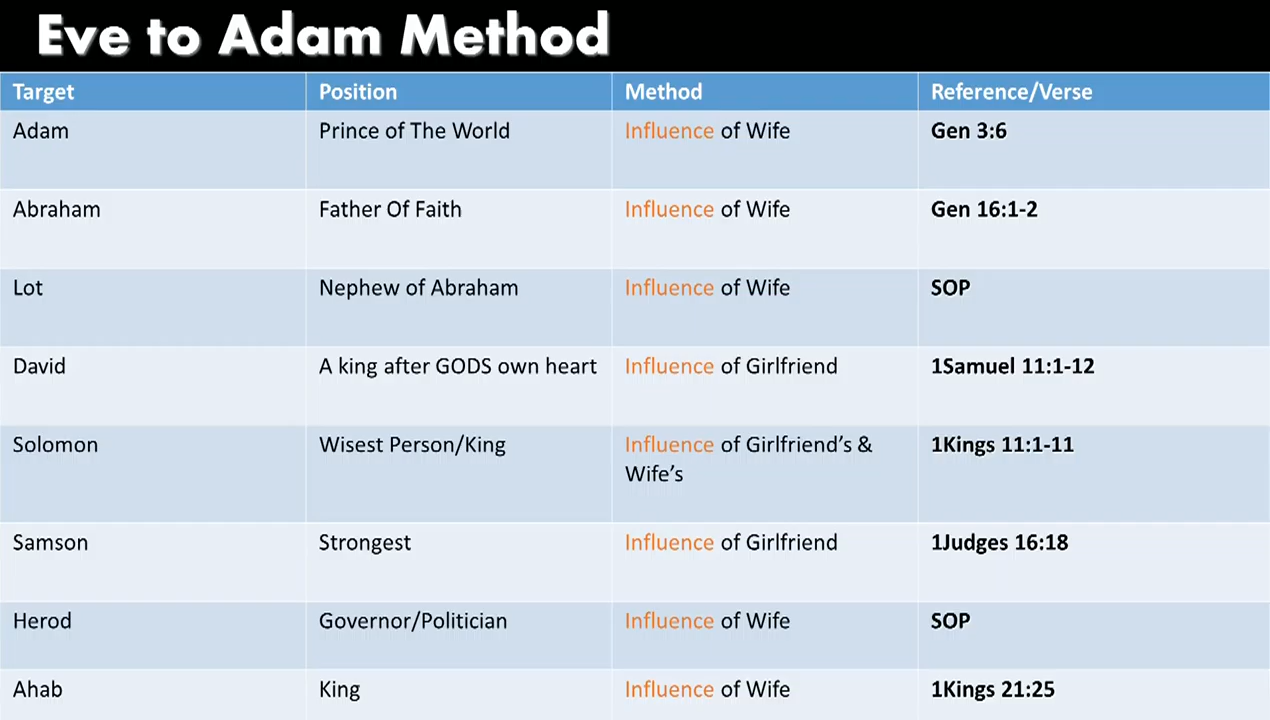 Eve to Adam Method
Target Position Method Reference/Verse
Adam Prince of The World Influence of Wife Gen 3:6
Abraham Father Of Faith Influence of Wife Gen 16:1-2
Lot Nephew of Abraham Influence of Wife SOP
David A king after GODS own heart Influence of Girlfriend 1Samuel 11:1-12
Solomon Wisest Person/King Influence of Girlfriend’s & 1Kings 11:1-11
Wife’s
Samson Strongest Influence of Girlfriend 1Judges 16:18
Herod Governor/Politician Influence of Wife SOP
Ahab King Influence of Wife 1Kings 21:25